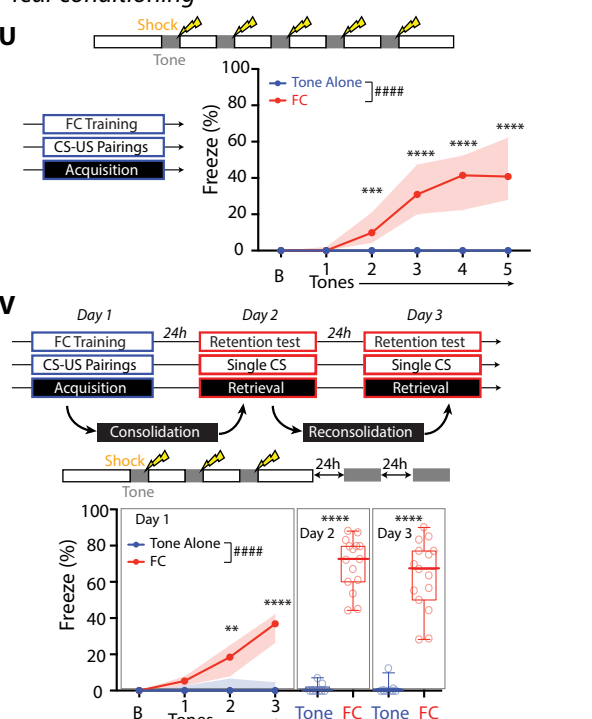 U
Shock
Tone
FC Training
CS-US Pairings
Acquisition
Freeze (%)
100
80
60
40
20
0
Tone Alone
FC
####
***
****
****
****
B 1 2 3 4 5
Tones
V
Day 1 Day 2 Day 3
24h 24h
FC Training Retention test Retention test
CS-US Pairings Single CS Single CS
Acquisition Retrieval Retrieval
Consolidation Reconsolidation
Shock
Tone
24h 24h
Freeze (%)
100
80
60
40
20
0
Day 1
Tone Alone
FC
####
**
****
****
Day 2
****
Day 3
B 1 2 3
Tones
Tone FC Tone FC